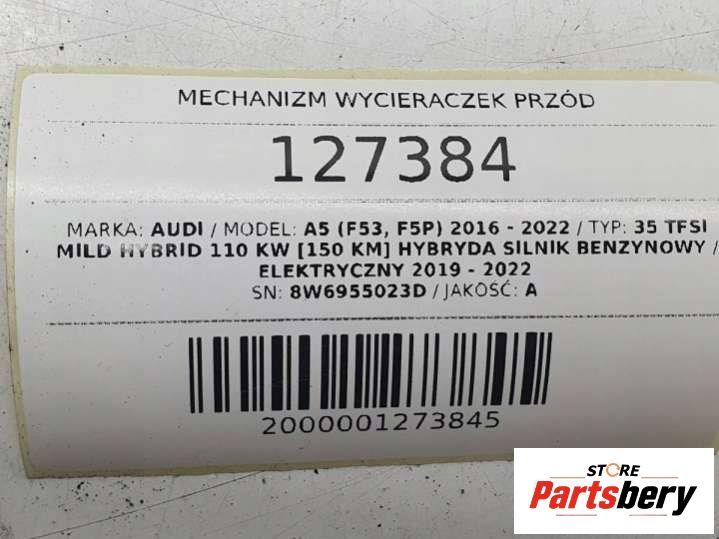 MECHANIZM WYCIERACZEK PRZÓD
127384
MARKA: AUDI / MODEL: A5 (F53, F5P) 2016 - 2022 / TYP: 35 TFSI
MILD HYBRID 110 KW [150 KM] HYBRYDA SILNIK BENZYNOWY /
ELEKTRYCZNY 2019 - 2022
SN: 8W6955023D / JAKOŚĆ: A
2000001273845
STORE
Partsbery